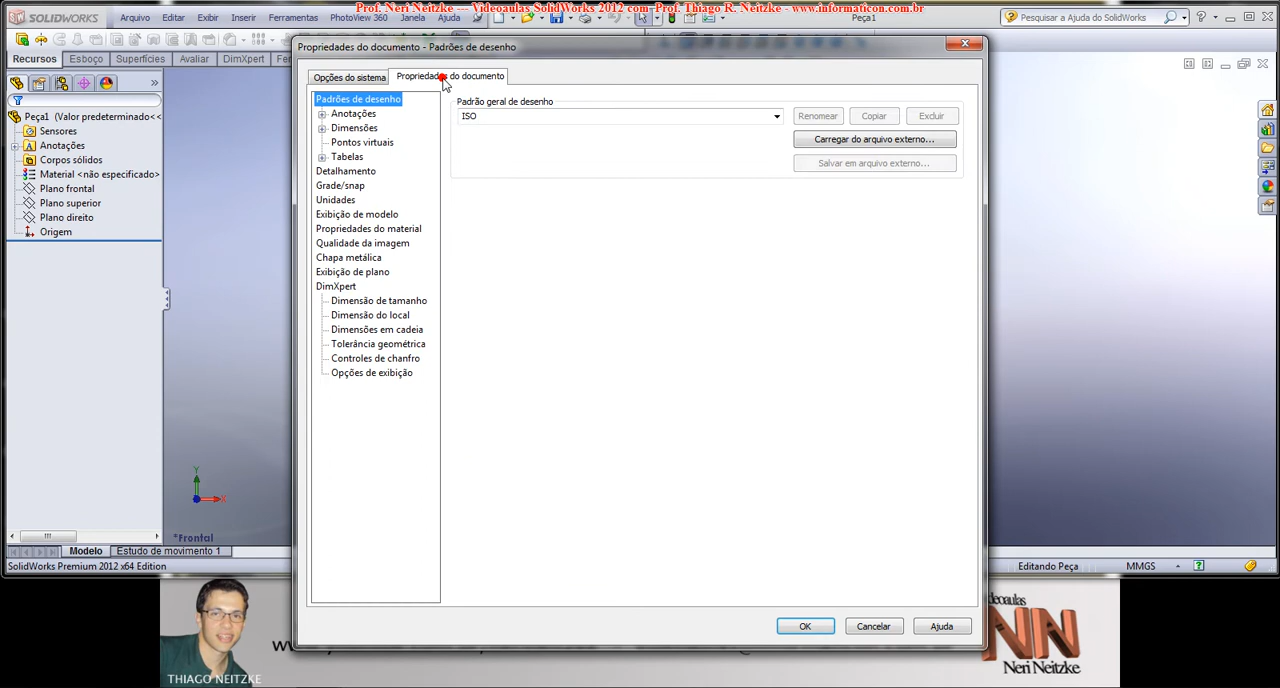 Prof. Neri Neitzke --- Videoaulas SolidWorks 2012 com Prof. Thiago R. Neitzke - www.informaticon.com.br
SOLIDWORKS
Arquivo Editar Exibir Inserir Ferramentas PhotoView 360 Janela Ajuda
Peça1
Pesquisar a Ajuda do SolidWorks
Recursos Esboço Superfícies Avaliar DimXpert Fer
Peça1 (Valor predeterminado<<
Sensores
Anotações
Corpos sólidos
Material <não especificado>
Plano frontal
Plano superior
Plano direito
Origem
Propriedades do documento - Padrões de desenho
Opções do sistema Propriedades do documento
Padrões de desenho
Anotações
Dimensões
Pontos virtuais
Tabelas
Detalhamento
Grade/snap
Unidades
Exibição de modelo
Propriedades do material
Qualidade da imagem
Chapa metálica
Exibição de plano
DimXpert
Dimensão de tamanho
Dimensão do local
Dimensões em cadeia
Tolerância geométrica
Controles de chanfro
Opções de exibição
Padrão geral de desenho
ISO
Renomear Copiar Excluir
Carregar do arquivo externo...
Salvar em arquivo externo...
OK Cancelar Ajuda
Y
X
*Frontal
Modelo Estudo de movimento 1
SolidWorks Premium 2012 x64 Edition
Editando Peça MMGS
THIAGO NEITZKE
NN
Neri Neitzke